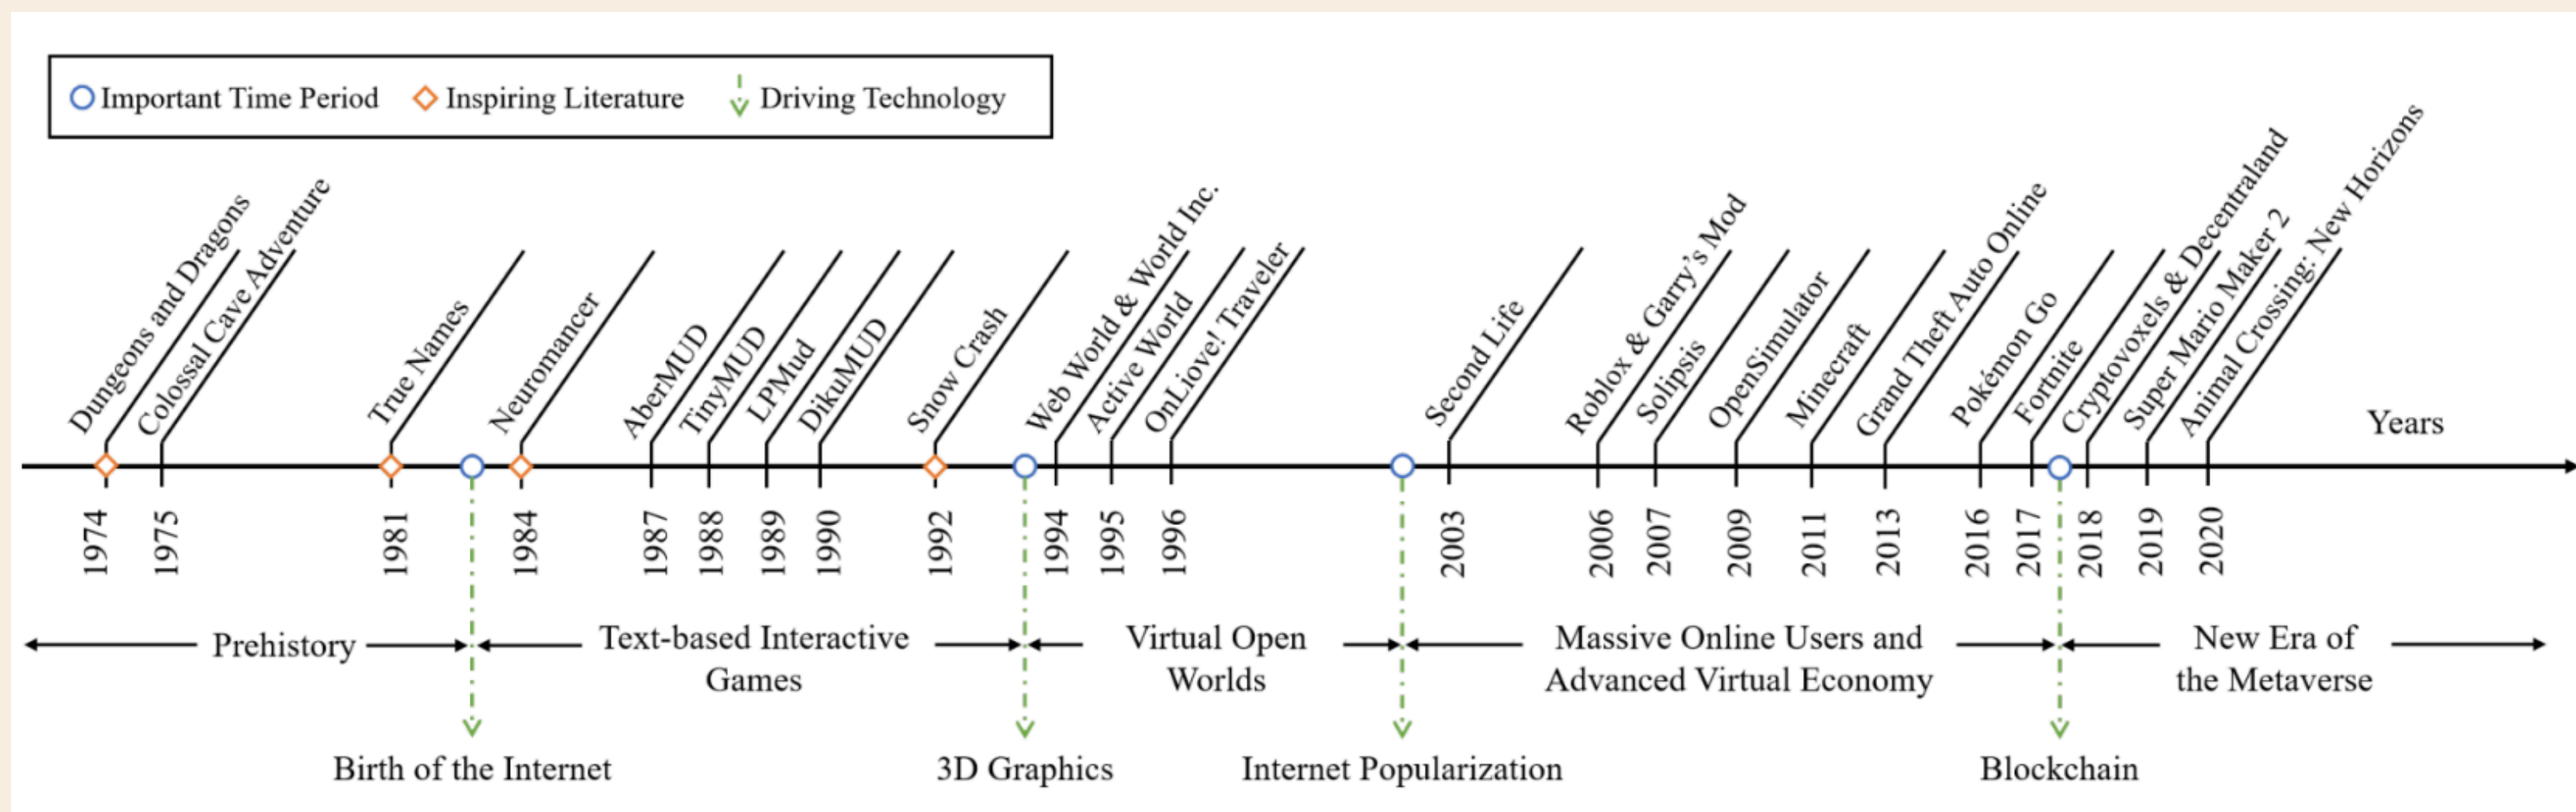 Important Time Period
Inspiring Literature
Driving Technology
Dungeons and Dragons
Colossal Cave Adventure
True Names
Neuromancer
AberMUD
TinyMUD
LPMud
DikuMUD
Snow Crash
Web World & World Inc.
Active World
OnLiove! Traveler
Second Life
Roblox & Garry's Mod
Solipsis
OpenSimulator
Minecraft
Grand Theft Auto Online
Pokémon Go
Fortnite
Cryptovoxels & Decentraland
Super Mario Maker 2
Animal Crossing: New Horizons
Years
1974
1975
1981
1984
1987
1988
1989
1990
1992
1994
1995
1996
2003
2006
2007
2009
2011
2013
2016
2017
2018
2019
2020
Prehistory
Text-based Interactive
Games
Virtual Open
Worlds
Massive Online Users and
Advanced Virtual Economy
New Era of
the Metaverse
Birth of the Internet
3D Graphics
Internet Popularization
Blockchain